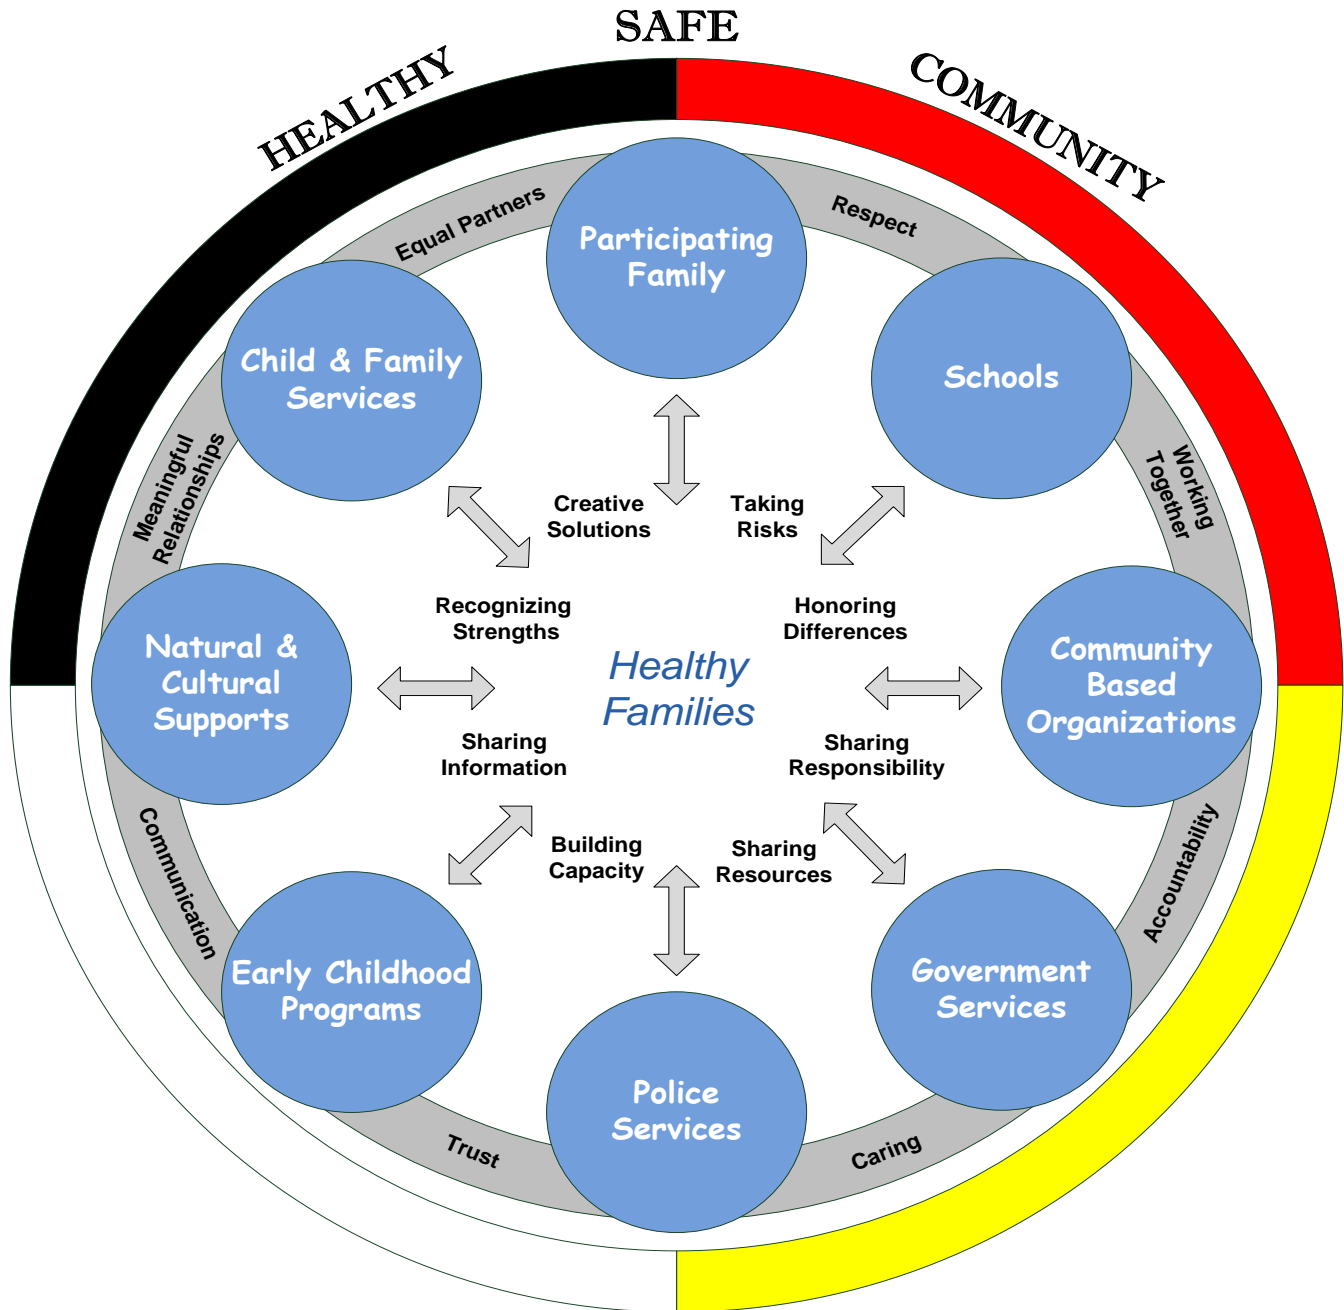 HEALTHY
SAFE
COMMUNITY
Equal Partners
Respect
Participating
Family
Child & Family
Services
Schools
Meaningful
Relationships
Working
Together
Creative
Solutions
Taking
Risks
Recognizing
Strengths
Honoring
Differences
Natural &
Cultural
Supports
Healthy
Families
Community
Based
Organizations
Sharing
Information
Sharing
Responsibility
Communication
Building
Capacity
Sharing
Resources
Accountability
Early Childhood
Programs
Government
Services
Police
Services
Trust
Caring